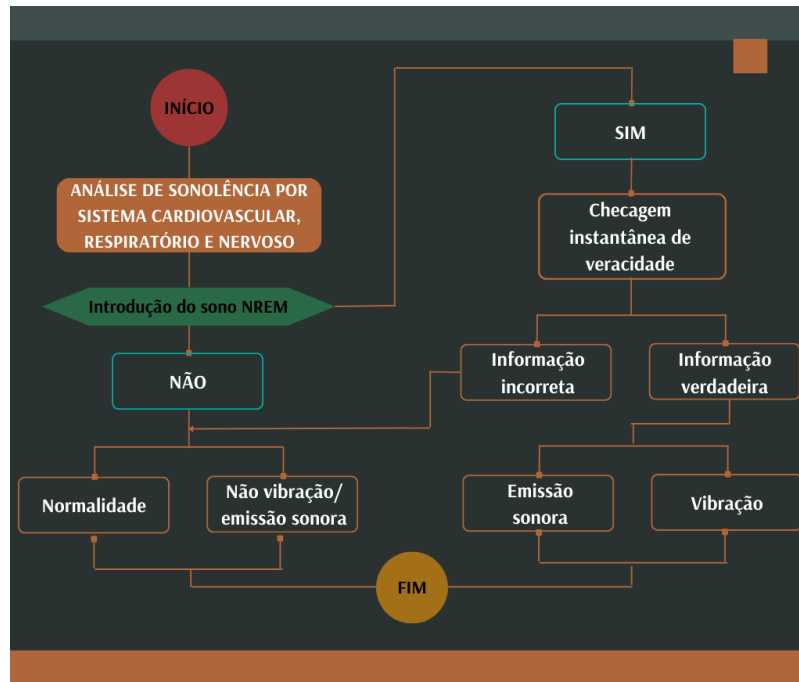 INÍCIO
ANÁLISE DE SONOLÊNCIA POR
SISTEMA CARDIOVASCULAR,
RESPIRATÓRIO E NERVOSO
Introdução do sono NREM
NÃO
Normalidade
Não vibração/
emissão sonora
SIM
Checagem
instantânea de
veracidade
Informação
incorreta
Informação
verdadeira
Emissão
sonora
Vibração
FIM